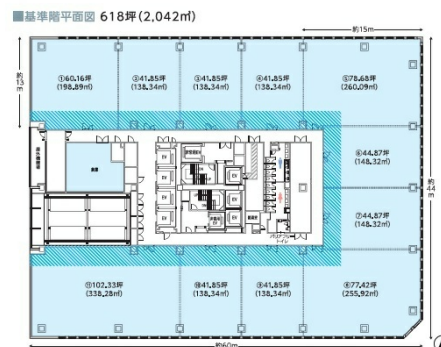 ■基準階平面図 618坪(2,042㎡)
約15m
約13m
①60.16坪
(198.89㎡)
②41.85坪
(138.34㎡)
③41.85坪
(138.34㎡)
④41.85坪
(138.34㎡)
⑤78.68坪
(260.09㎡)
⑥44.87坪
(148.32㎡)
約44m
⑦44.87坪
(148.32㎡)
EV
EV
EV
EV
⑪102.33坪
(338.28㎡)
⑩41.85坪
(138.34㎡)
⑨41.85坪
(138.34㎡)
⑧77.42坪
(255.92㎡)
約60m